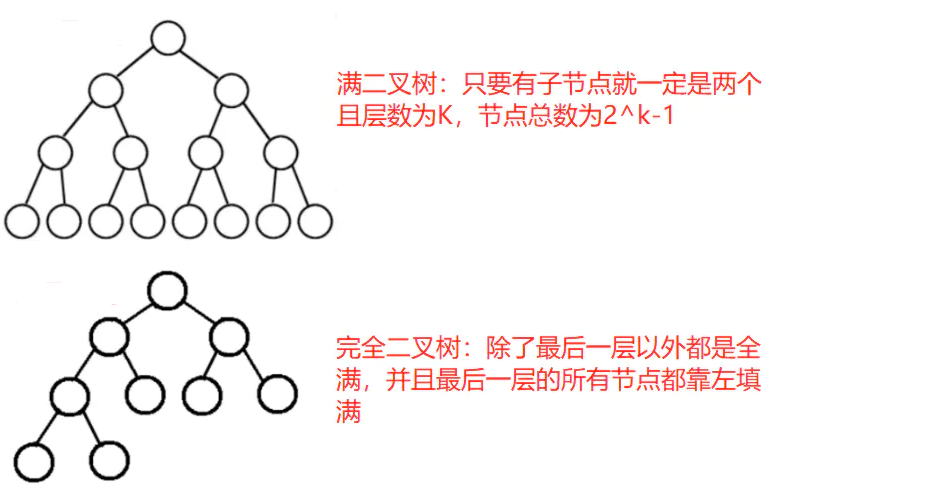 满二叉树：只要有子节点就一定是两个
且层数为K，节点总数为2^k-1
完全二叉树：除了最后一层以外都是全
满，并且最后一层的所有节点都靠左填
满